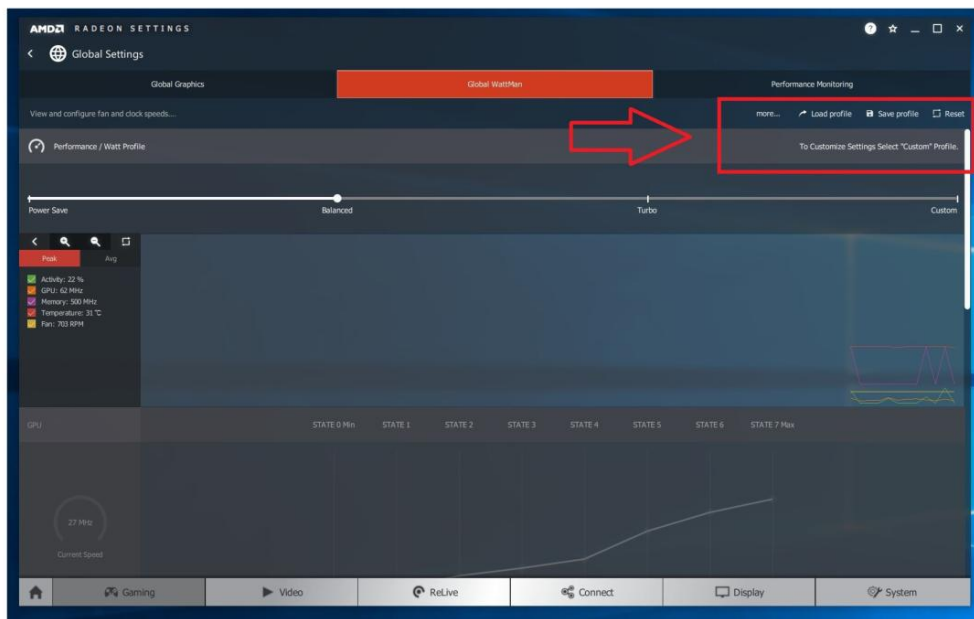 AMD RADEON SETTINGS
Global Settings
Global Graphics Global WattMan Performance Monitoring
View and configure fan and clock speeds.... more... Load profile Save profile Reset
Performance / Watt Profile To Customize Settings Select "Custom" Profile.
Power Save Balanced Turbo Custom
Peak Avg
Activity: 22 %
GPU: 62 MHz
Memory: 500 MHz
Temperature: 31 °C
Fan: 703 RPM
GPU STATE 0 Min STATE 1 STATE 2 STATE 3 STATE 4 STATE 5 STATE 6 STATE 7 Max
27 MHz
Current Speed
Gaming Video ReLive Connect Display System